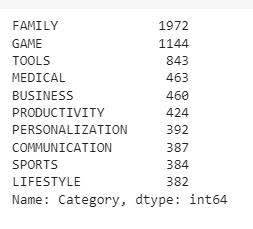 FAMILY 1972
GAME 1144
TOOLS 843
MEDICAL 463
BUSINESS 460
PRODUCTIVITY 424
PERSONALIZATION 392
COMMUNICATION 387
SPORTS 384
LIFESTYLE 382
Name: Category, dtype: int64